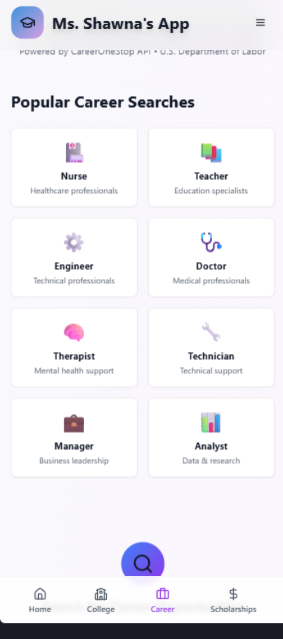 Ms. Shawna's App
Powered by CareerOneStop API • U.S. Department of Labor
Popular Career Searches
Nurse
Healthcare professionals
Teacher
Education specialists
Engineer
Technical professionals
Doctor
Medical professionals
Therapist
Mental health support
Technician
Technical support
Manager
Business leadership
Analyst
Data & research
Home
College
Career
Scholarships